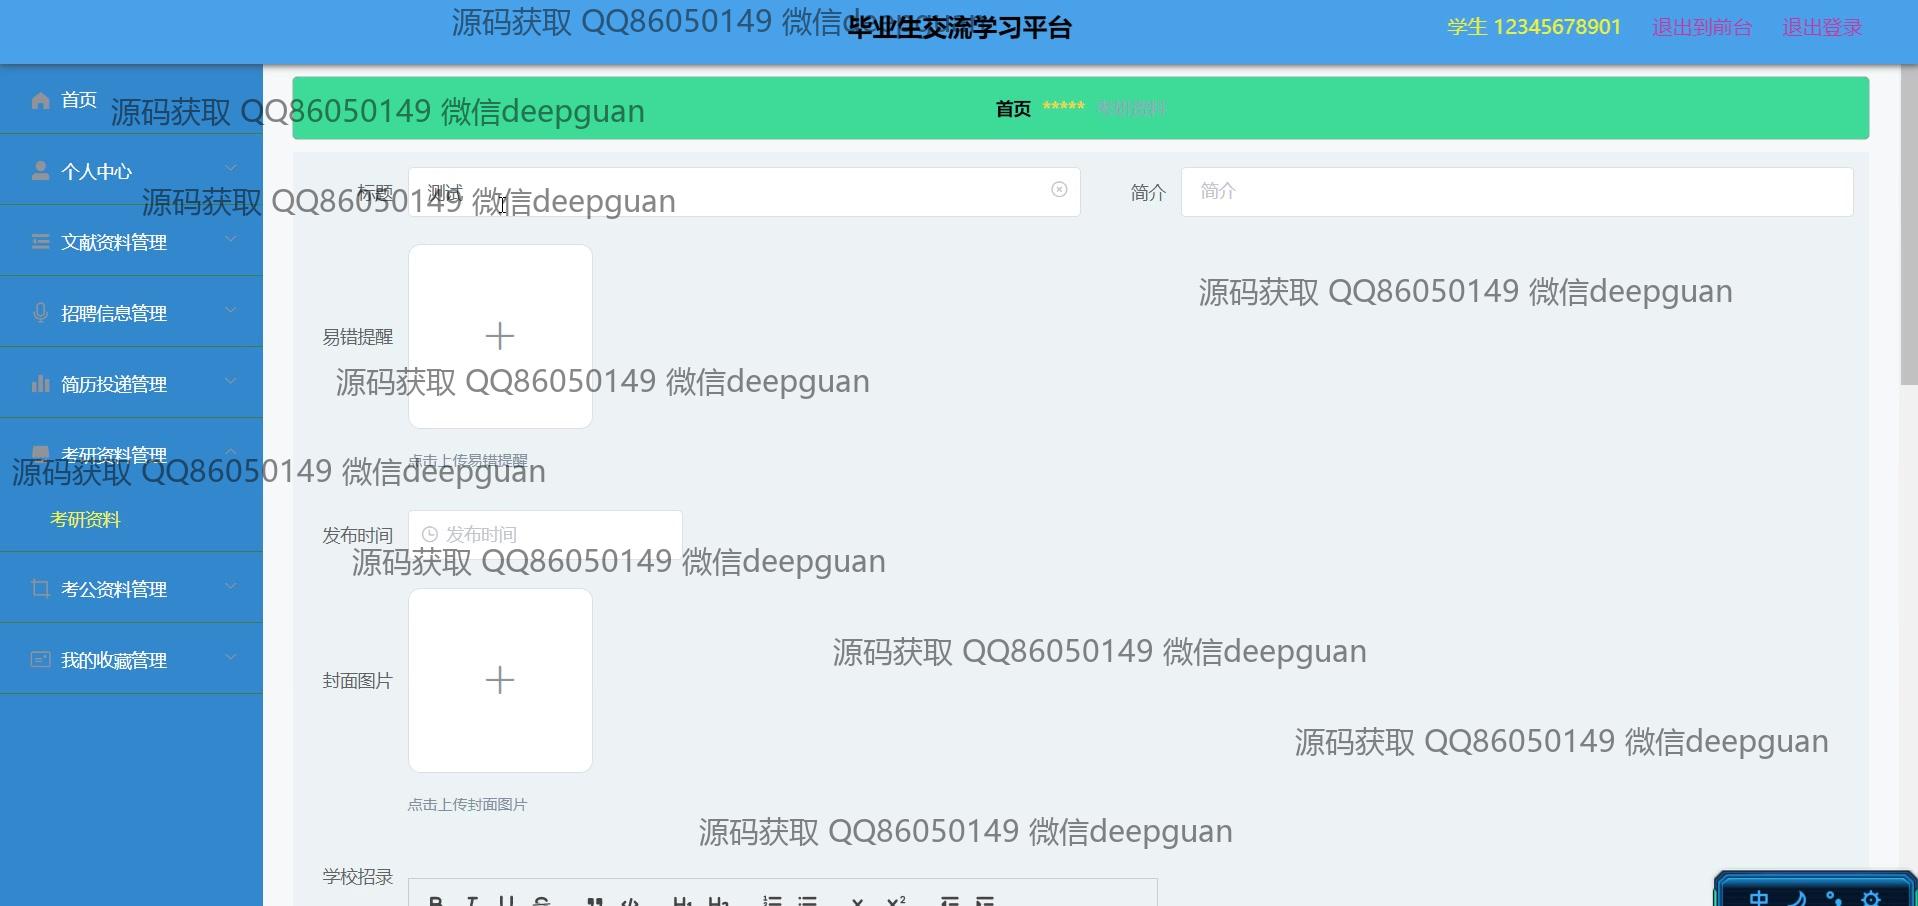 源码获取 QQ86050149 微信deepguan
毕业生交流学习平台
学生 12345678901
退出到前台
退出登录
首页
源码获取 QQ86050149 微信deepguan
首页 ***** 考研资料
个人中心
源码获取 QQ86050149 微信deepguan
标题
测试
简介
简介
文献资料管理
源码获取 QQ86050149 微信deepguan
招聘信息管理
易错提醒
简历投递管理
源码获取 QQ86050149 微信deepguan
考研资料管理
点击上传易错提醒
源码获取 QQ86050149 微信deepguan
考研资料
发布时间
发布时间
源码获取 QQ86050149 微信deepguan
考公资料管理
源码获取 QQ86050149 微信deepguan
我的收藏管理
封面图片
源码获取 QQ86050149 微信deepguan
点击上传封面图片
源码获取 QQ86050149 微信deepguan
学校招录
B I U S H1 H2 X₂ X²
中